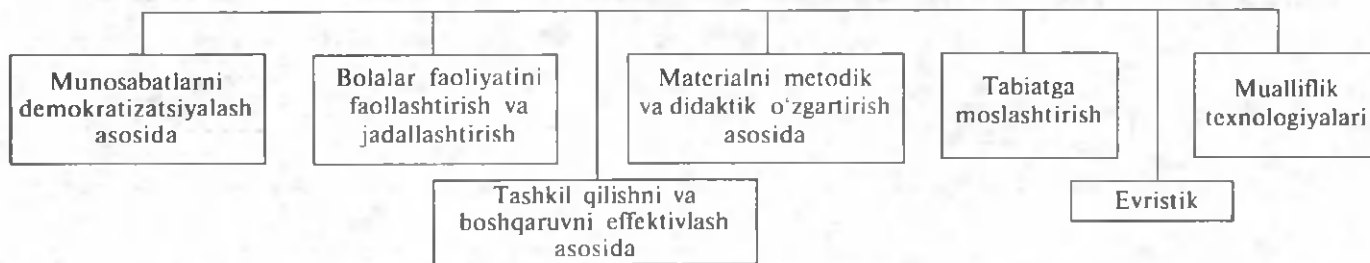 Munosabatlarni
demokratizatsiyalash
asosida
Bolalar faoliyatini
faollashtirish va
jadallashtirish
Materialni metodik
va didaktik o‘zgartirish
asosida
Tabiatga
moslashtirish
Mualliflik
texnologiyalari
Tashkil qilishni va
boshqaruvni effektivlash
asosida
Evristik